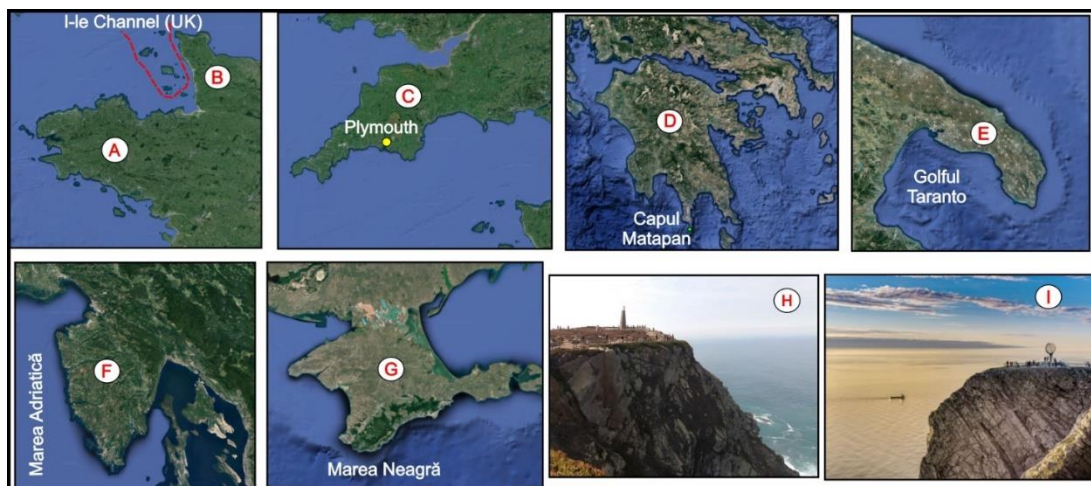 I-le Channel (UK)
B
A
C
Plymouth
D
Capul
Matapan
E
Golful
Taranto
Marea Adriatică
F
G
Marea Neagră
H
I